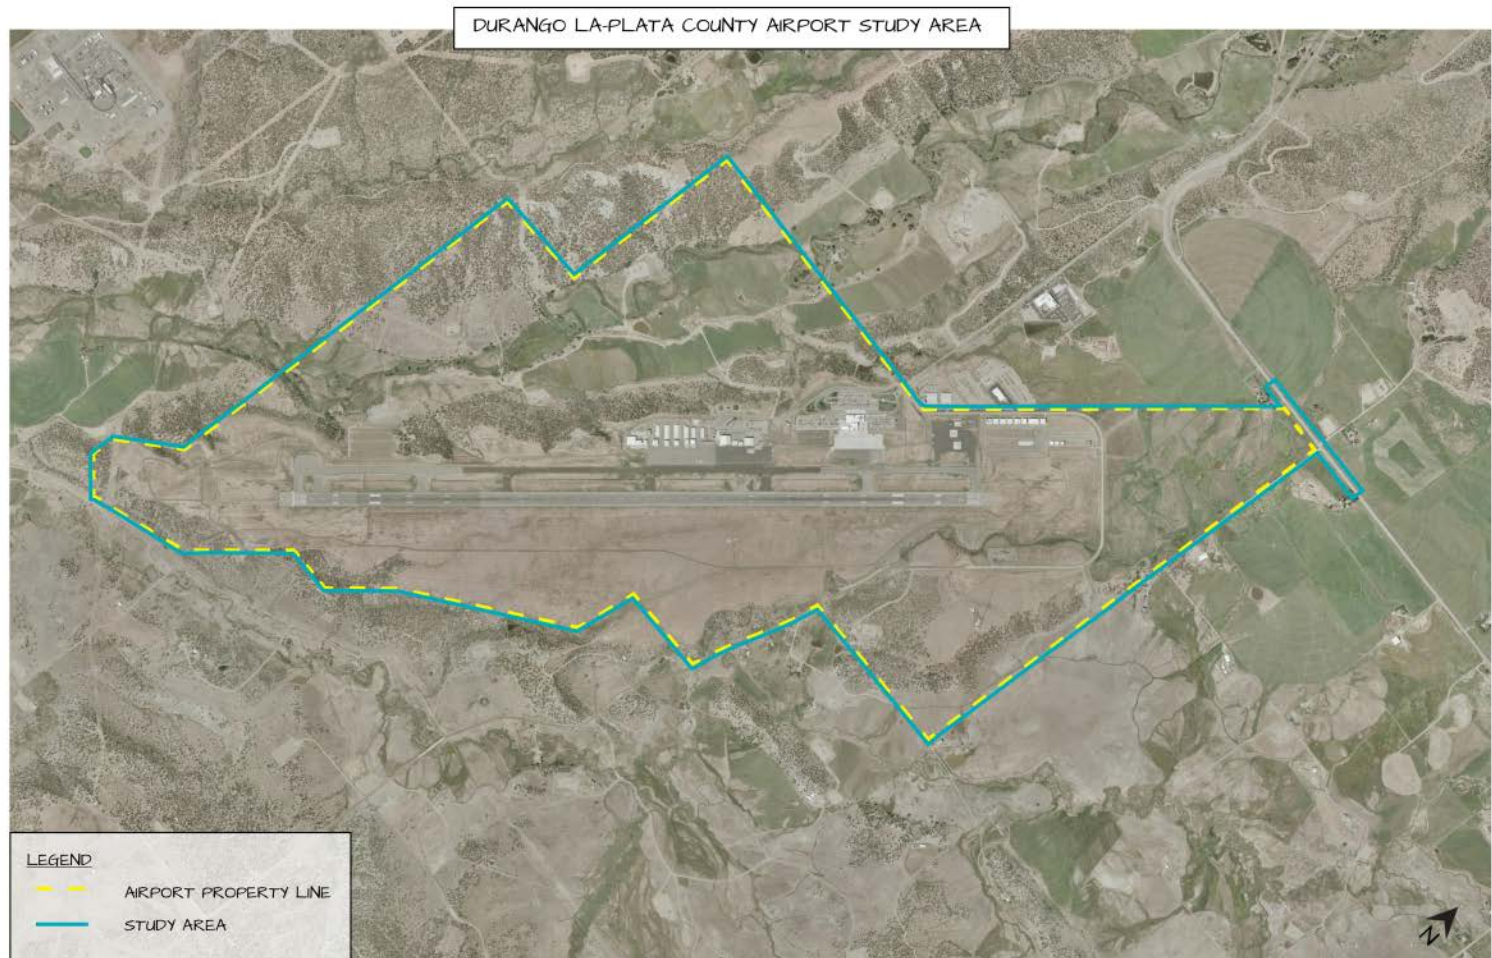 DURANGO LA-PLATA COUNTY AIRPORT STUDY AREA
LEGEND
AIRPORT PROPERTY LINE
STUDY AREA
N